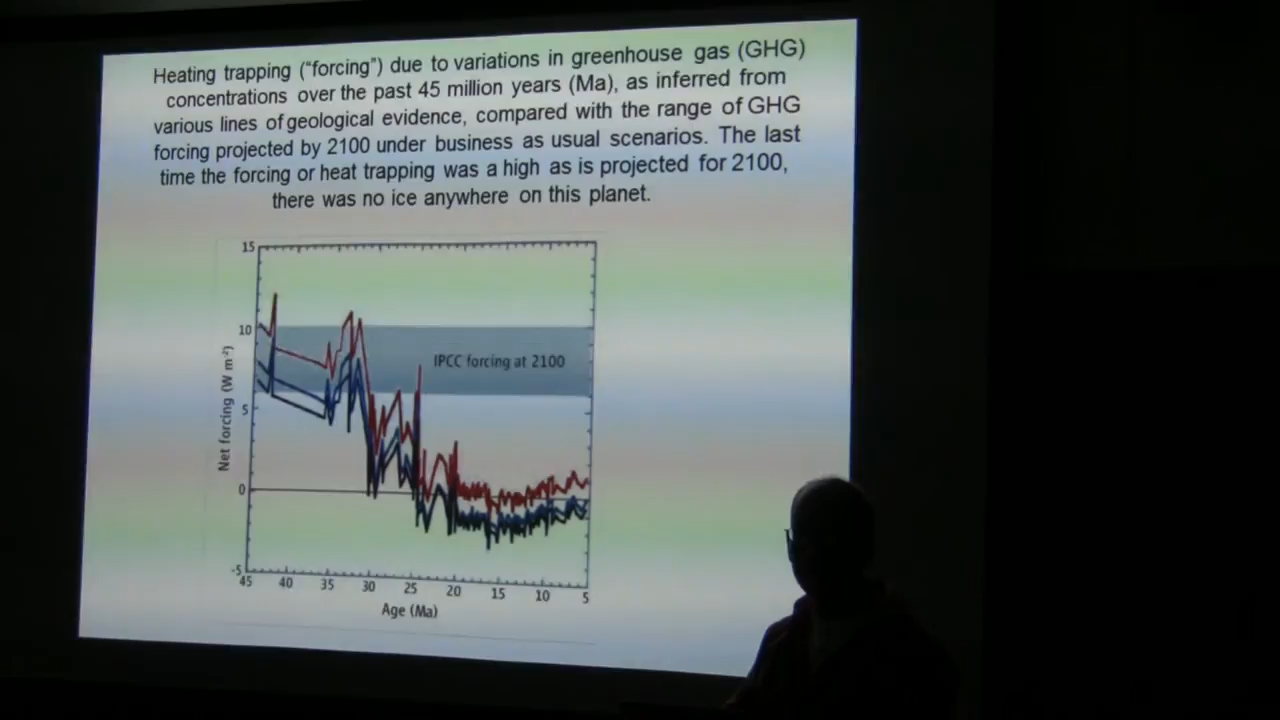 Heating trapping ("forcing") due to variations in greenhouse gas (GHG)
concentrations over the past 45 million years (Ma), as inferred from
various lines of geological evidence, compared with the range of GHG
forcing projected by 2100 under business as usual scenarios. The last
time the forcing or heat trapping was a high as is projected for 2100,
there was no ice anywhere on this planet.
15
10
IPCC forcing at 2100
Net forcing (W m⁻²)
5
0
-5
45 40 35 30 25 20 15 10 5
Age (Ma)